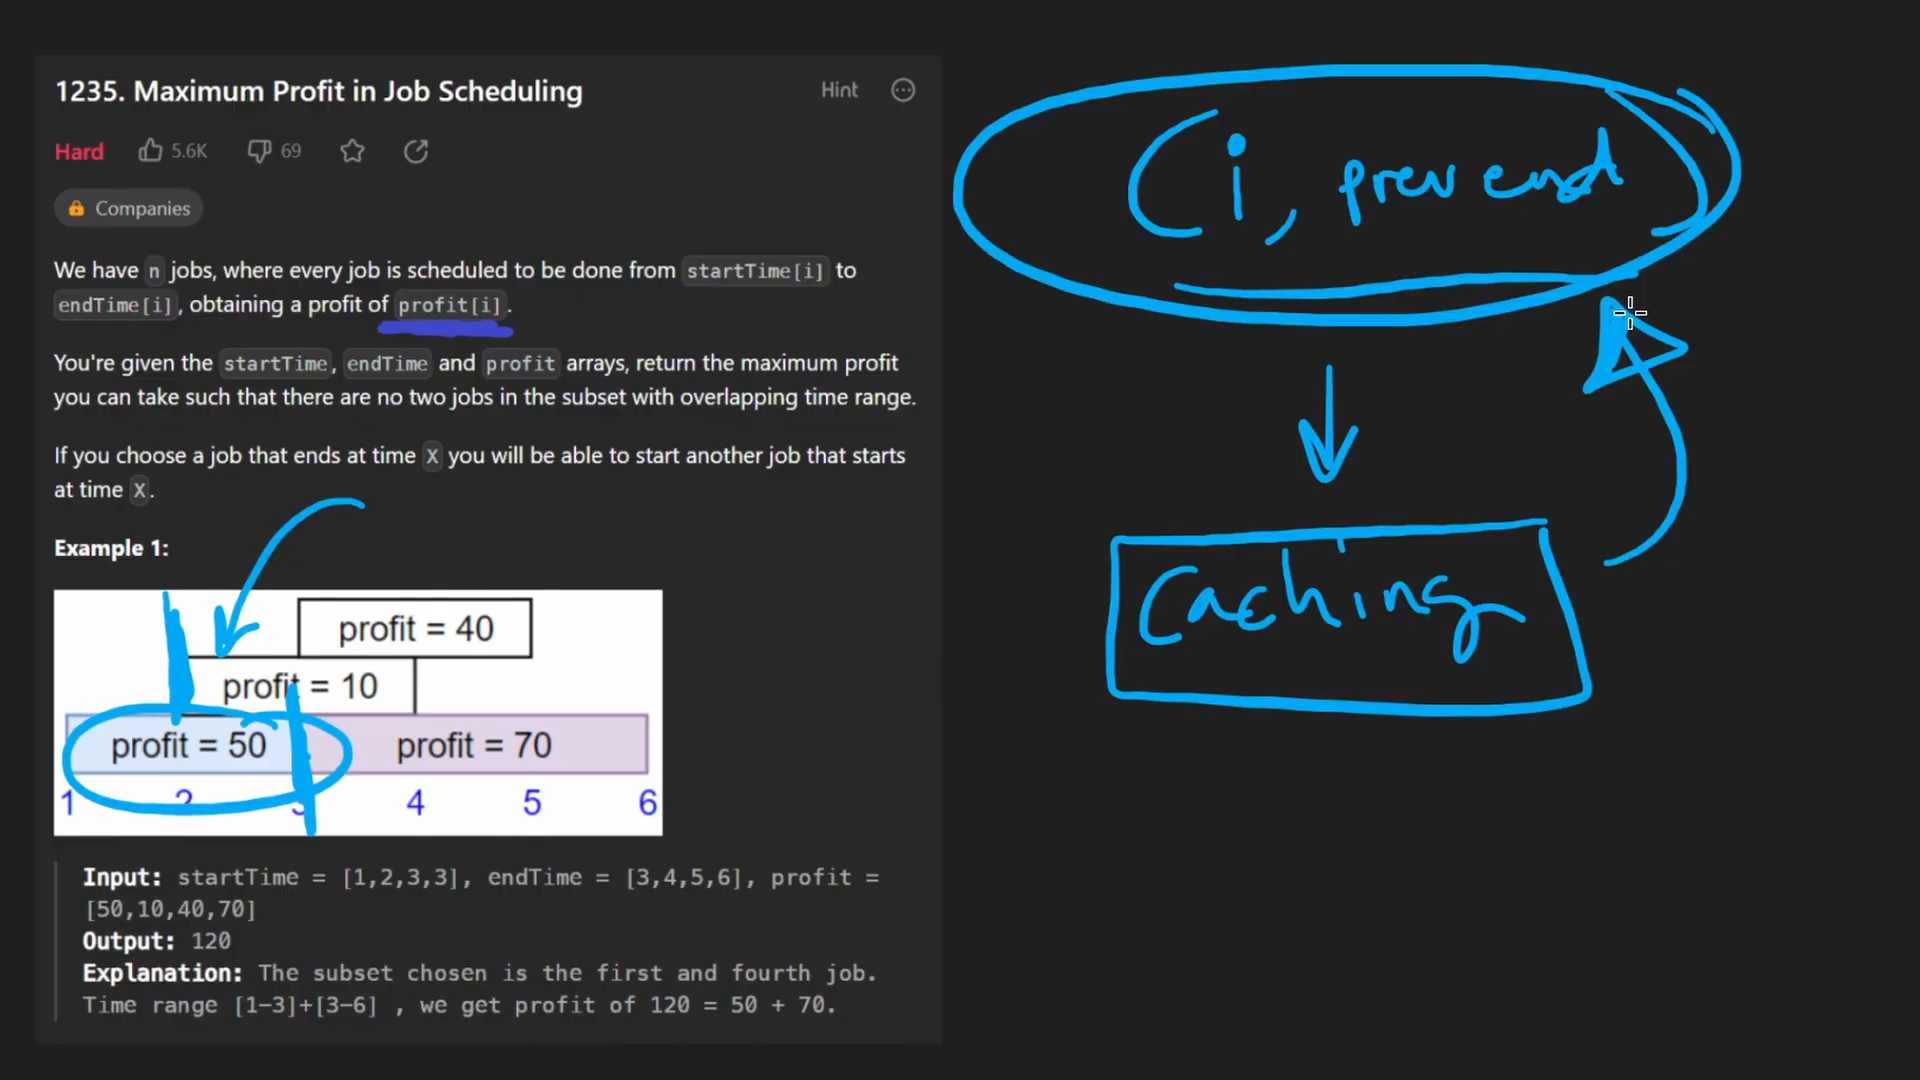 1235. Maximum Profit in Job Scheduling
Hint
Hard 5.6K 69
Companies
We have n jobs, where every job is scheduled to be done from startTime[i] to
endTime[i], obtaining a profit of profit[i].
You're given the startTime, endTime and profit arrays, return the maximum profit
you can take such that there are no two jobs in the subset with overlapping time range.
If you choose a job that ends at time X you will be able to start another job that starts
at time X.
Example 1:
profit = 40
profit = 10
profit = 50 profit = 70
1 2 3 4 5 6
Input: startTime = [1,2,3,3], endTime = [3,4,5,6], profit =
[50,10,40,70]
Output: 120
Explanation: The subset chosen is the first and fourth job.
Time range [1-3]+[3-6] , we get profit of 120 = 50 + 70.
(i, prev end)
Caching